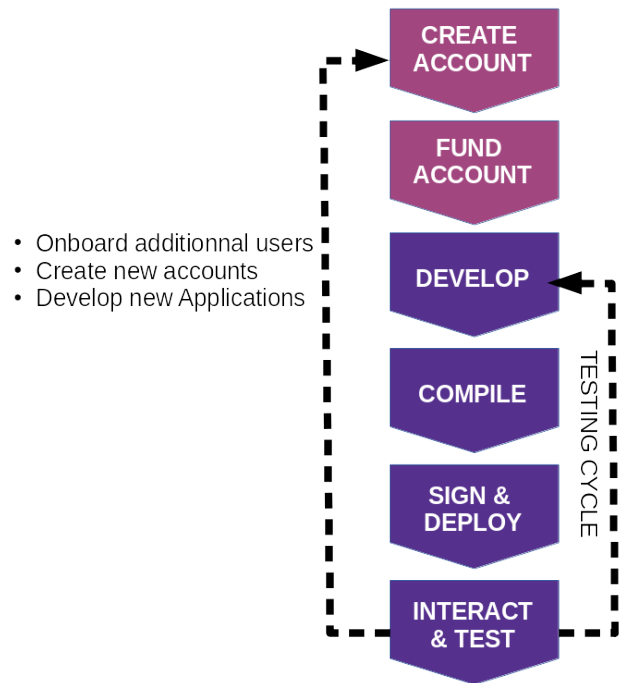 CREATE
ACCOUNT
FUND
ACCOUNT
• Onboard additionnal users
• Create new accounts
• Develop new Applications
DEVELOP
COMPILE
TESTING CYCLE
SIGN &
DEPLOY
INTERACT
& TEST